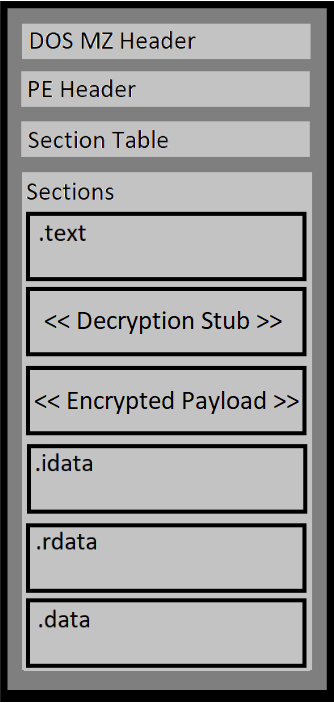 DOS MZ Header
PE Header
Section Table
Sections
.text
<< Decryption Stub >>
<< Encrypted Payload >>
.idata
.rdata
.data